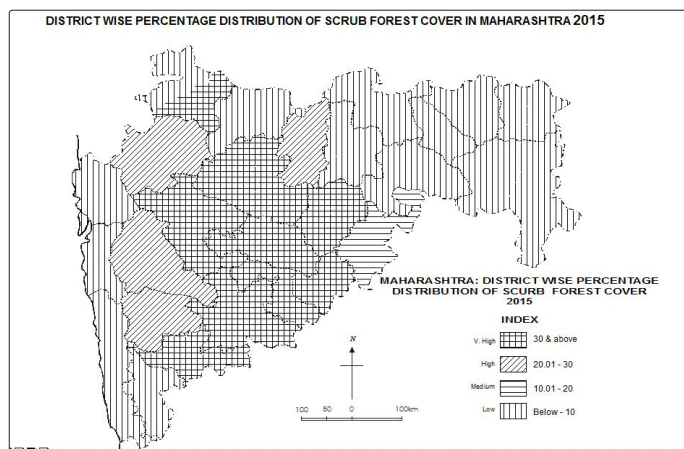 DISTRICT WISE PERCENTAGE DISTRIBUTION OF SCRUB FOREST COVER IN MAHARASHTRA 2015
MAHARASHTRA: DISTRICT WISE PERCENTAGE
DISTRIBUTION OF SCURB FOREST COVER
2015
INDEX
V. High 30 & above
High 20.01 - 30
Medium 10.01 - 20
Low Below - 10
N
100 50 0 100km